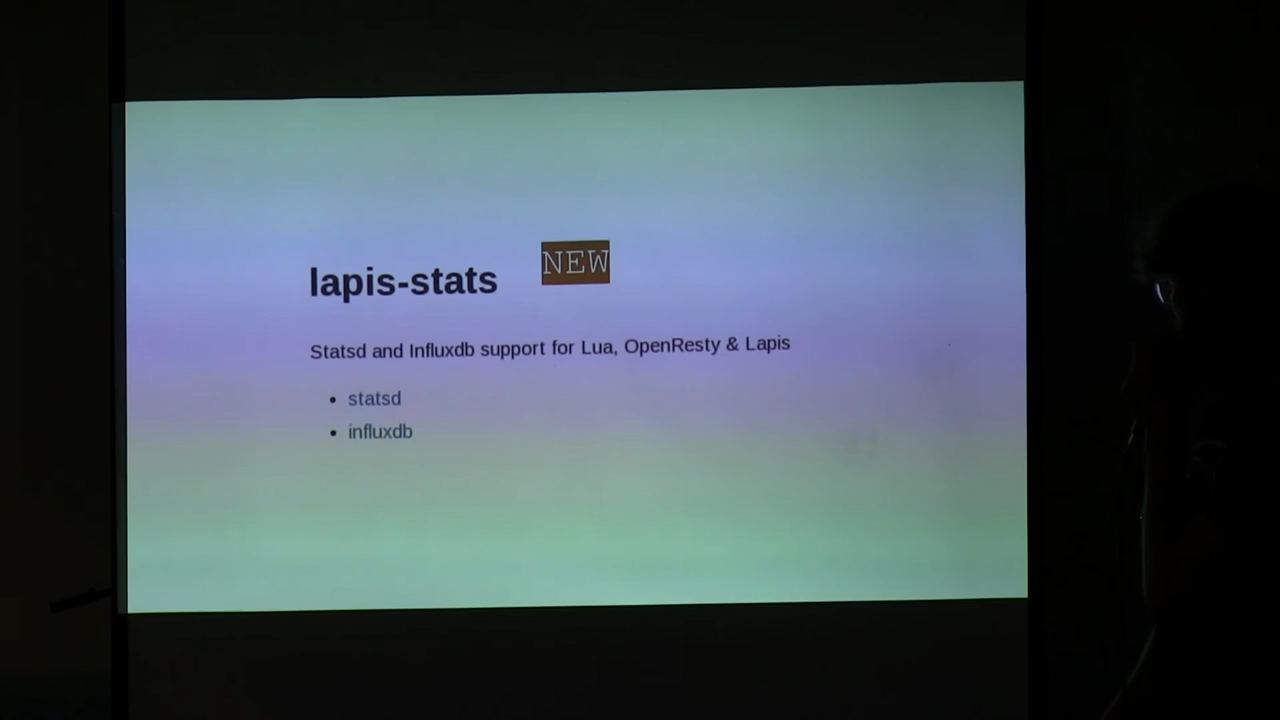 lapis-stats
NEW
Statsd and Influxdb support for Lua, OpenResty & Lapis
statsd
influxdb